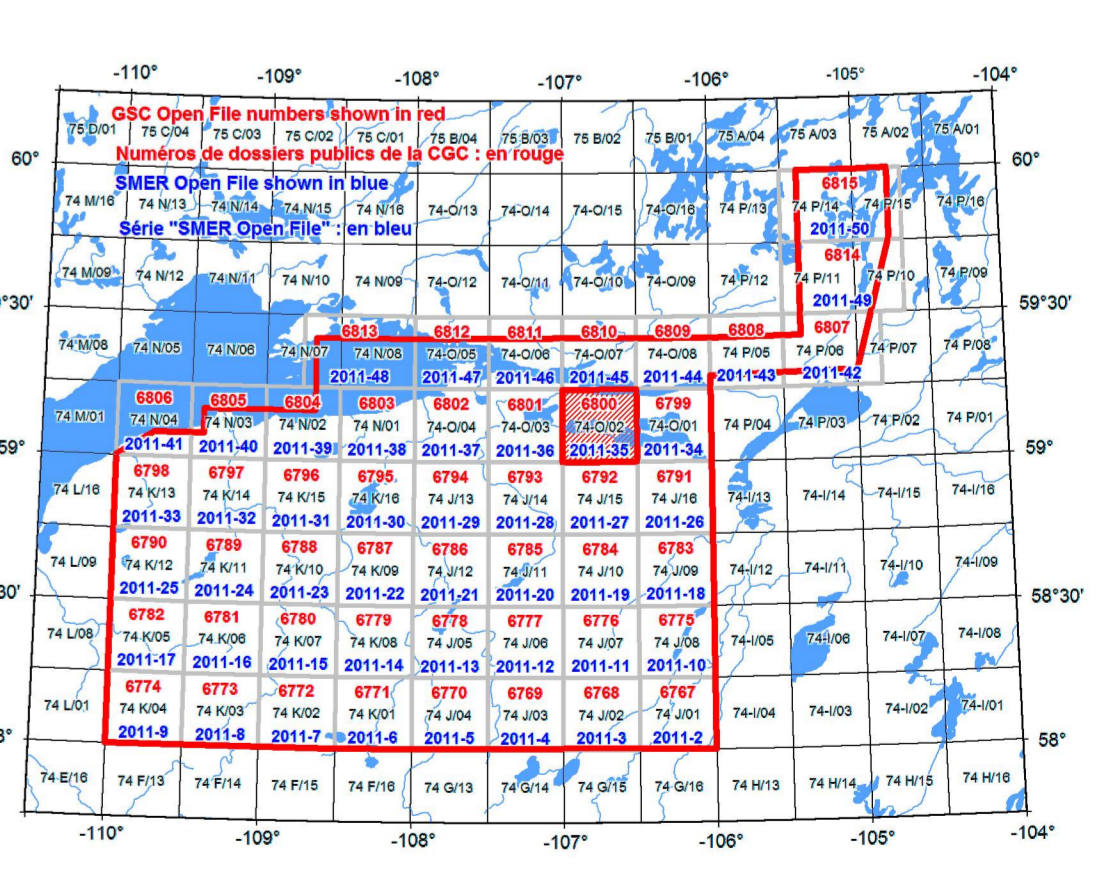 -110° -109° -108° -107° -106° -105° -104°
GSC Open File numbers shown in red
75 D/01 75 C/04 75 C/03 75 C/02 75 C/01 75 B/04 75 B/03 75 B/02 75 B/01 75 A/04 75 A/03 75 A/02 75 A/01
Numéros de dossiers publics de la CGC : en rouge
60° 60°
SMER Open File shown in blue
6815
74 M/16 74 N/13 74 N/14 74 N/15 74 N/16 74-O/13 74-O/14 74-O/15 74-O/16 74 P/13 74 P/14 74 P/15 74 P/16
Série "SMER Open File" : en bleu
2011-50
6814
74 M/09 74 N/12 74 N/11 74 N/10 74 N/09 74-O/12 74-O/11 74-O/10 74-O/09 74 P/12 74 P/11 74 P/10 74 P/09
2011-49
9°30' 59°30'
6813 6812 6811 6810 6809 6808 6807
74 M/08 74 N/05 74 N/06 74 N/07 74 N/08 74-O/05 74-O/06 74-O/07 74-O/08 74 P/05 74 P/06 74 P/07 74 P/08
2011-48 2011-47 2011-46 2011-45 2011-44 2011-43 2011-42
6806 6805 6804 6803 6802 6801 6800 6799
74 M/01 74 N/04 74 N/03 74 N/02 74 N/01 74-O/04 74-O/03 74-O/02 74-O/01 74 P/04 74 P/03 74 P/02 74 P/01
2011-41 2011-40 2011-39 2011-38 2011-37 2011-36 2011-35 2011-34
59° 59°
6798 6797 6796 6795 6794 6793 6792 6791
74 L/16 74 K/13 74 K/14 74 K/15 74 K/16 74 J/13 74 J/14 74 J/15 74 J/16 74-I/13 74-I/14 74-I/15 74-I/16
2011-33 2011-32 2011-31 2011-30 2011-29 2011-28 2011-27 2011-26
6790 6789 6788 6787 6786 6785 6784 6783
74 L/09 74 K/12 74 K/11 74 K/10 74 K/09 74 J/12 74 J/11 74 J/10 74 J/09 74-I/12 74-I/11 74-I/10 74-I/09
2011-25 2011-24 2011-23 2011-22 2011-21 2011-20 2011-19 2011-18
30' 58°30'
6782 6781 6780 6779 6778 6777 6776 6775
74 L/08 74 K/05 74 K/06 74 K/07 74 K/08 74 J/05 74 J/06 74 J/07 74 J/08 74-I/05 74-I/06 74-I/07 74-I/08
2011-17 2011-16 2011-15 2011-14 2011-13 2011-12 2011-11 2011-10
6774 6773 6772 6771 6770 6769 6768 6767
74 L/01 74 K/04 74 K/03 74 K/02 74 K/01 74 J/04 74 J/03 74 J/02 74 J/01 74-I/04 74-I/03 74-I/02 74-I/01
2011-9 2011-8 2011-7 2011-6 2011-5 2011-4 2011-3 2011-2
8° 58°
74 E/16 74 F/13 74 F/14 74 F/15 74 F/16 74 G/13 74 G/14 74 G/15 74 G/16 74 H/13 74 H/14 74 H/15 74 H/16
-110° -109° -108° -107° -106° -105° -104°